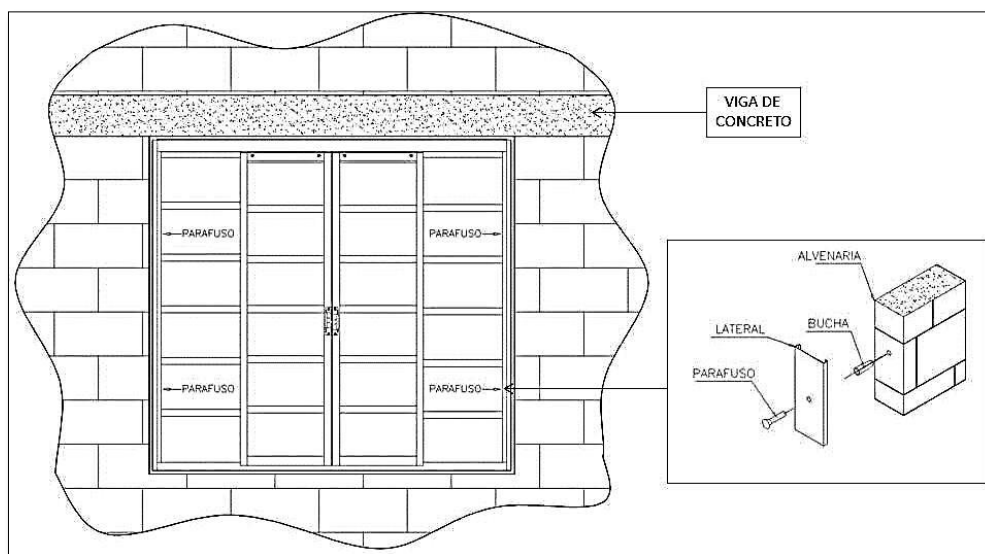 VIGA DE
CONCRETO
PARAFUSO
PARAFUSO
PARAFUSO
PARAFUSO
ALVENARIA
BUCHA
LATERAL
PARAFUSO